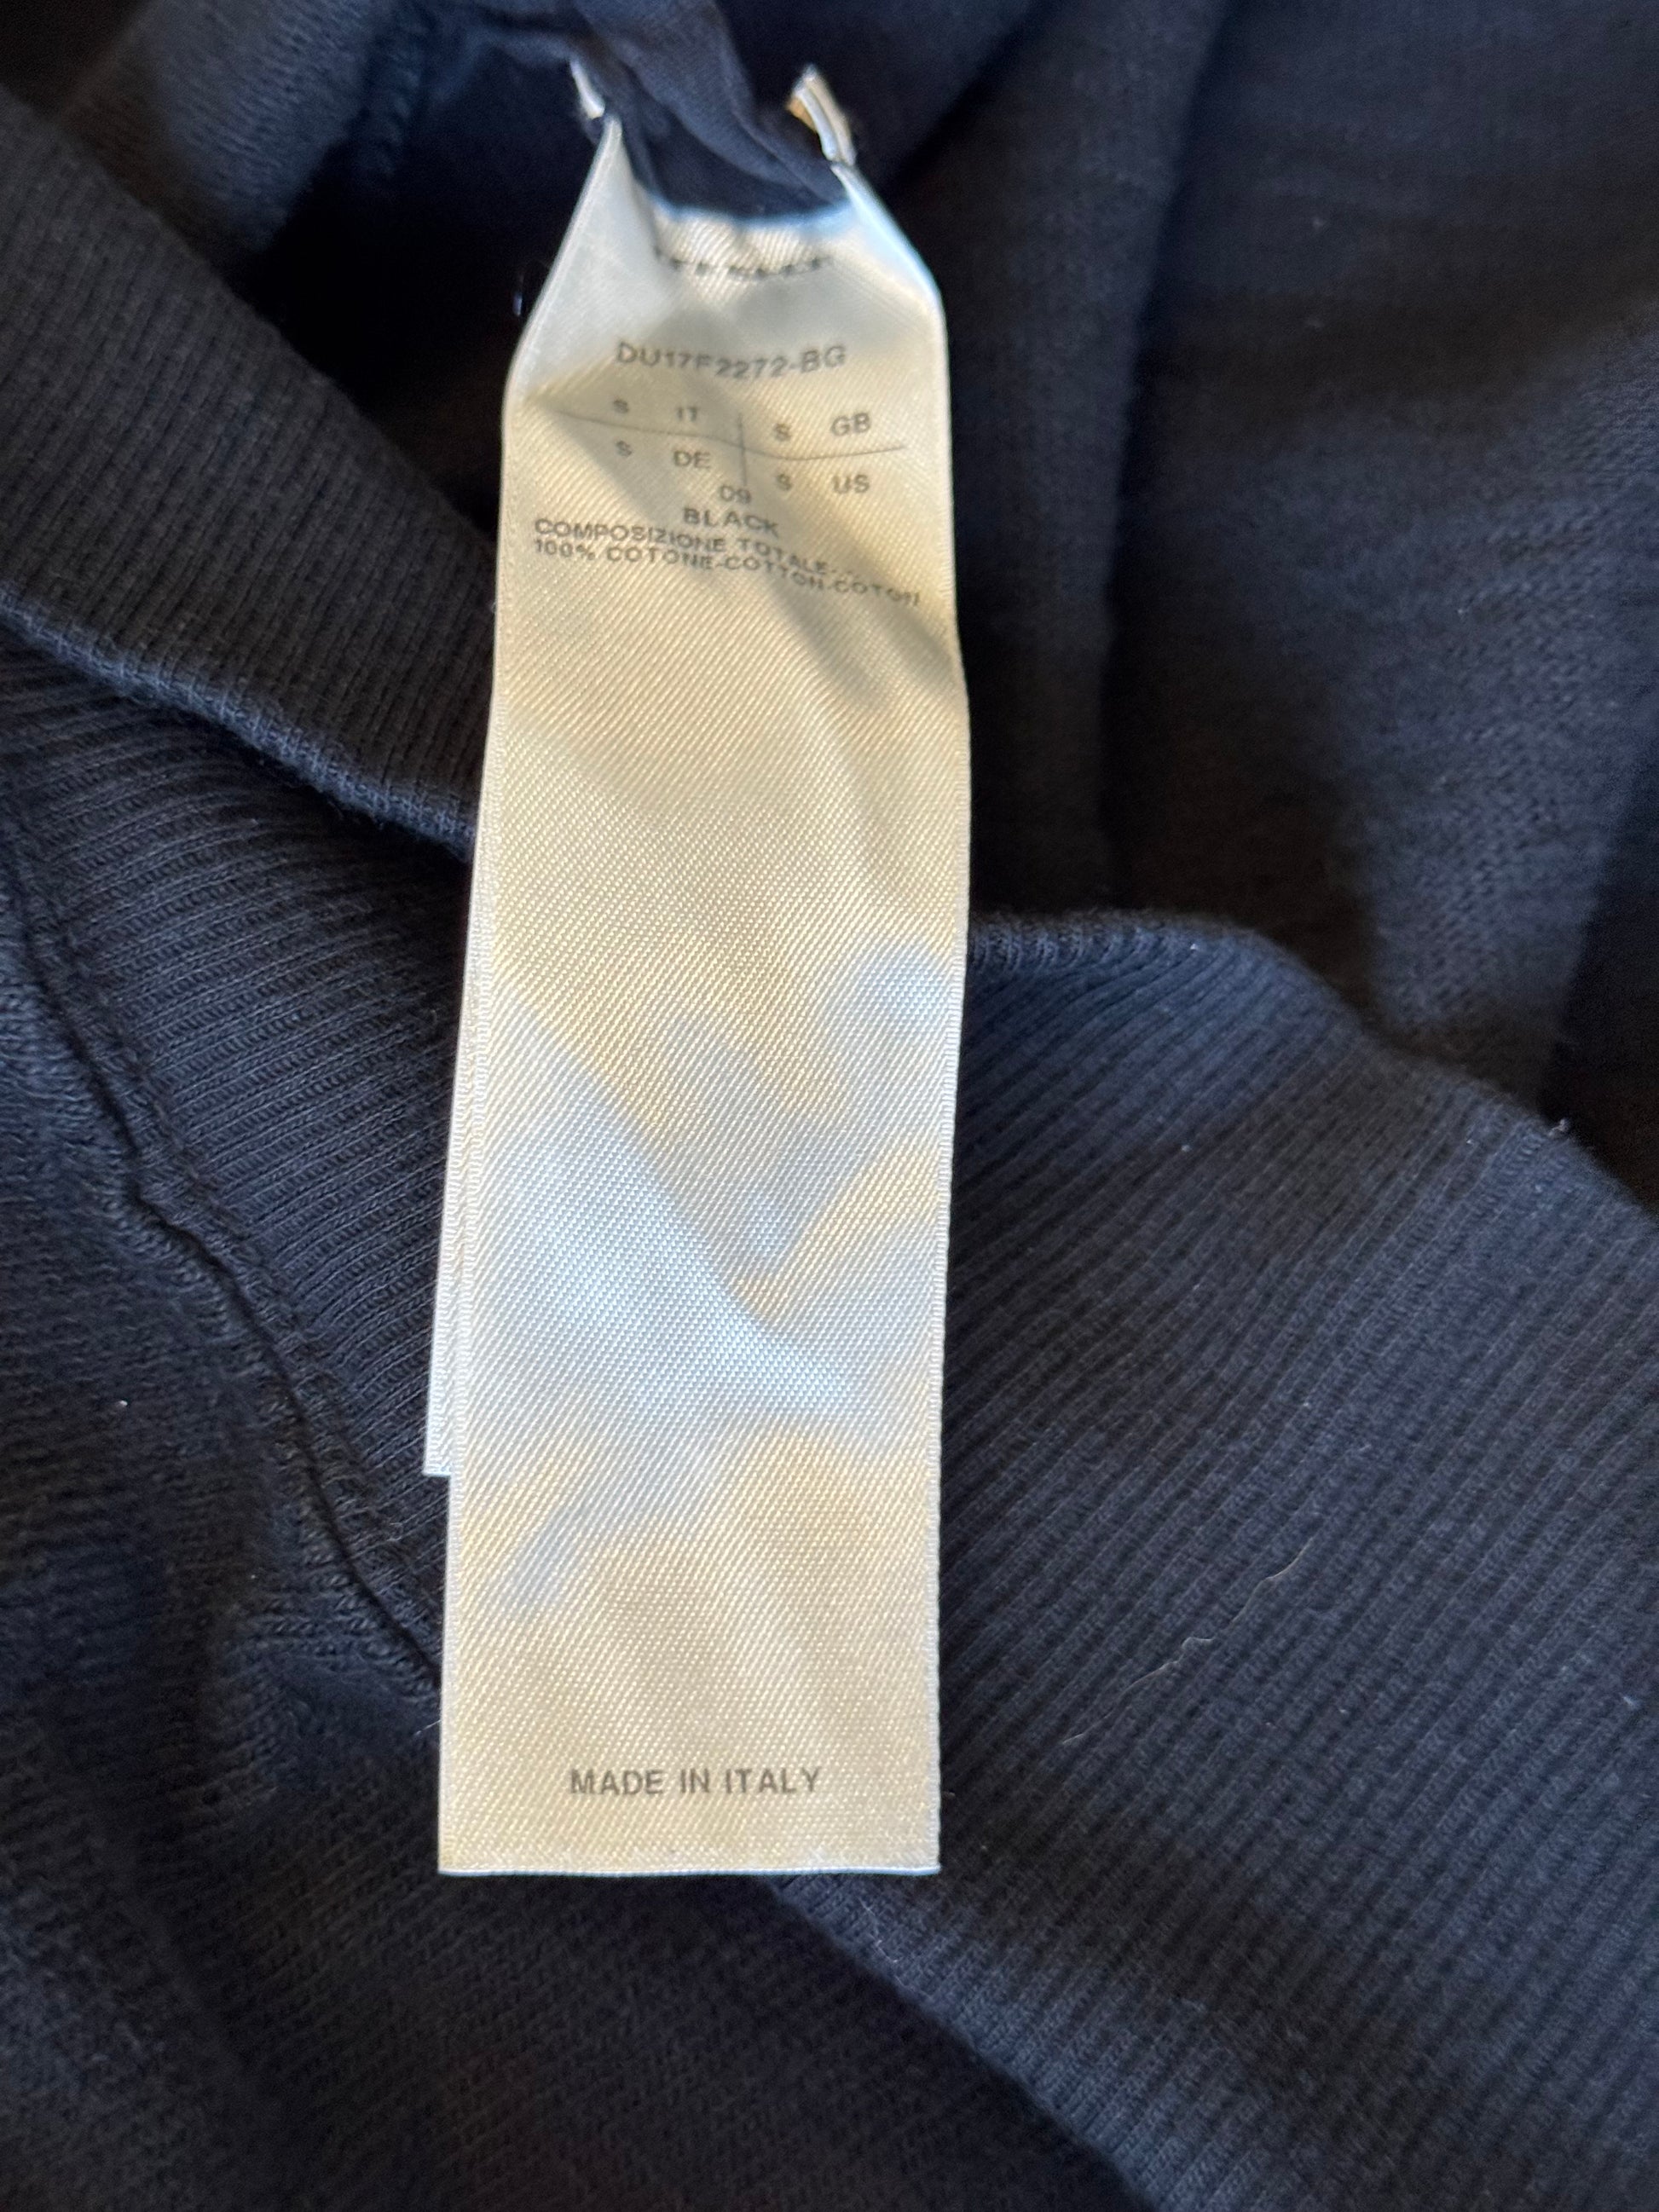 DU17F2272-BG
S IT S GB
S DE S US
09
BLACK
COMPOSIZIONE TOTALE-...
100% COTONE-COTTON-COTON
MADE IN ITALY